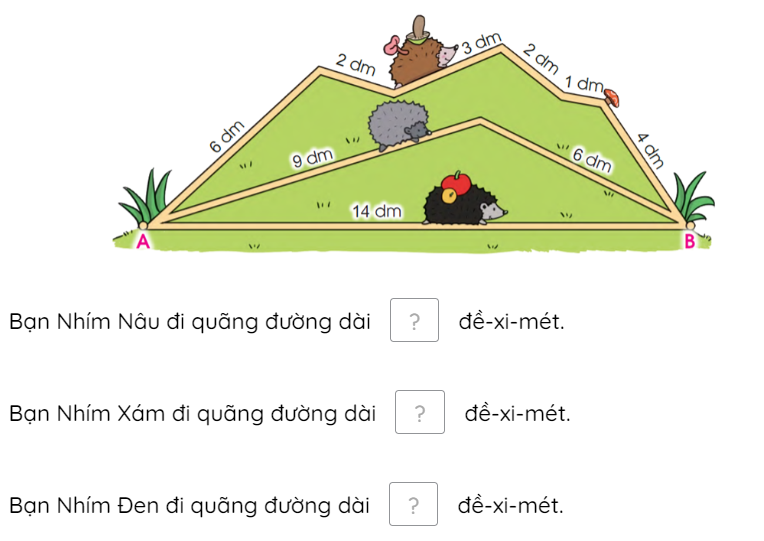 2 dm
3 dm
2 dm
1 dm
6 dm
4 dm
9 dm
6 dm
14 dm
A
B
Bạn Nhím Nâu đi quãng đường dài ? đề-xi-mét.
Bạn Nhím Xám đi quãng đường dài ? đề-xi-mét.
Bạn Nhím Đen đi quãng đường dài ? đề-xi-mét.